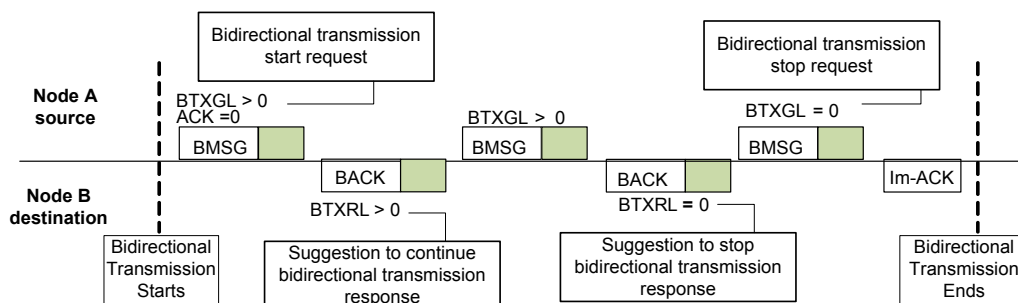 Bidirectional transmission
start request
Bidirectional transmission
stop request
Node A
source
BTXGL > 0
ACK =0
BTXGL > 0
BTXGL = 0
BMSG
BMSG
BMSG
BACK
BACK
Im-ACK
Node B
destination
BTXRL > 0
BTXRL = 0
Bidirectional
Transmission
Starts
Suggestion to continue
bidirectional transmission
response
Suggestion to stop
bidirectional transmission
response
Bidirectional
Transmission
Ends